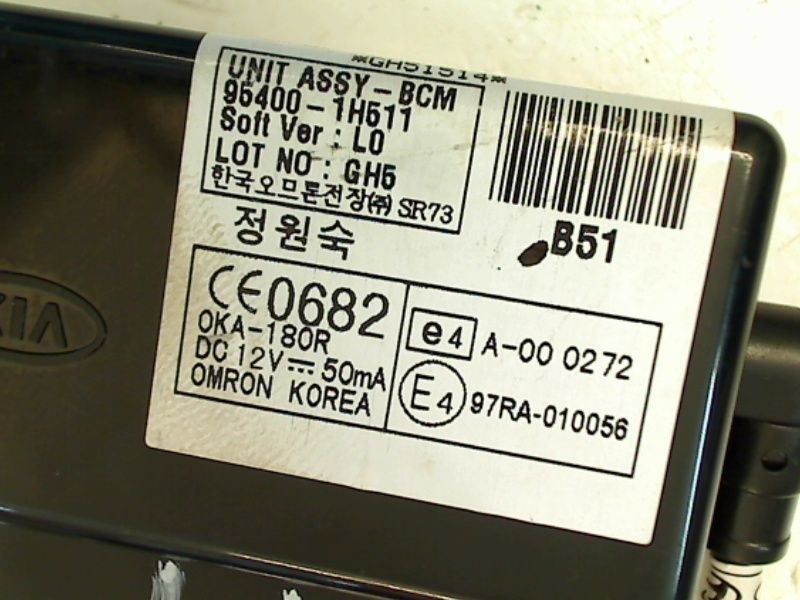 *GH51514*
UNIT ASSY-BCM
95400-1H511
Soft Ver : L0
LOT NO : GH5
한국오므론전장(주) SR73
정원숙
B51
CE0682
OKA-180R
DC 12V ⎓ 50mA
OMRON KOREA
e4 A-00 0272
E4 97RA-010056
KIA